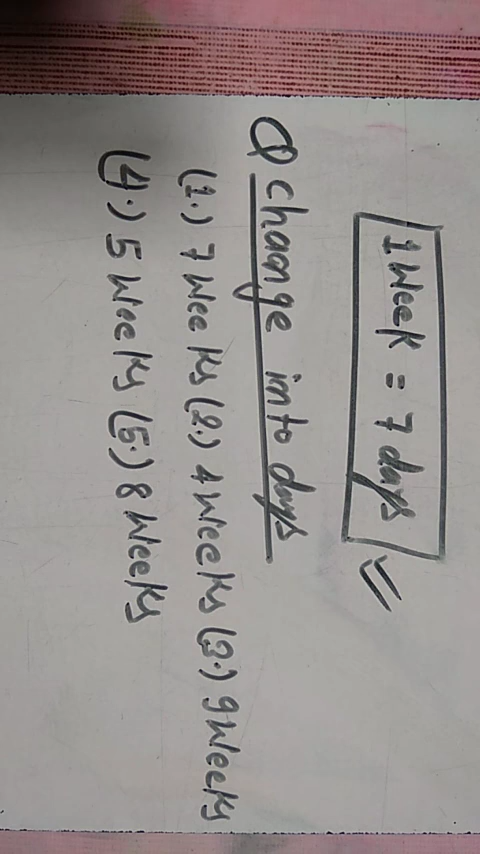 1 Week = 7 days
Q change into days
(1.) 7 Weeks (2.) 4 Weeks (3.) 9 Weeks
(4.) 5 Weeks (5.) 8 Weeks